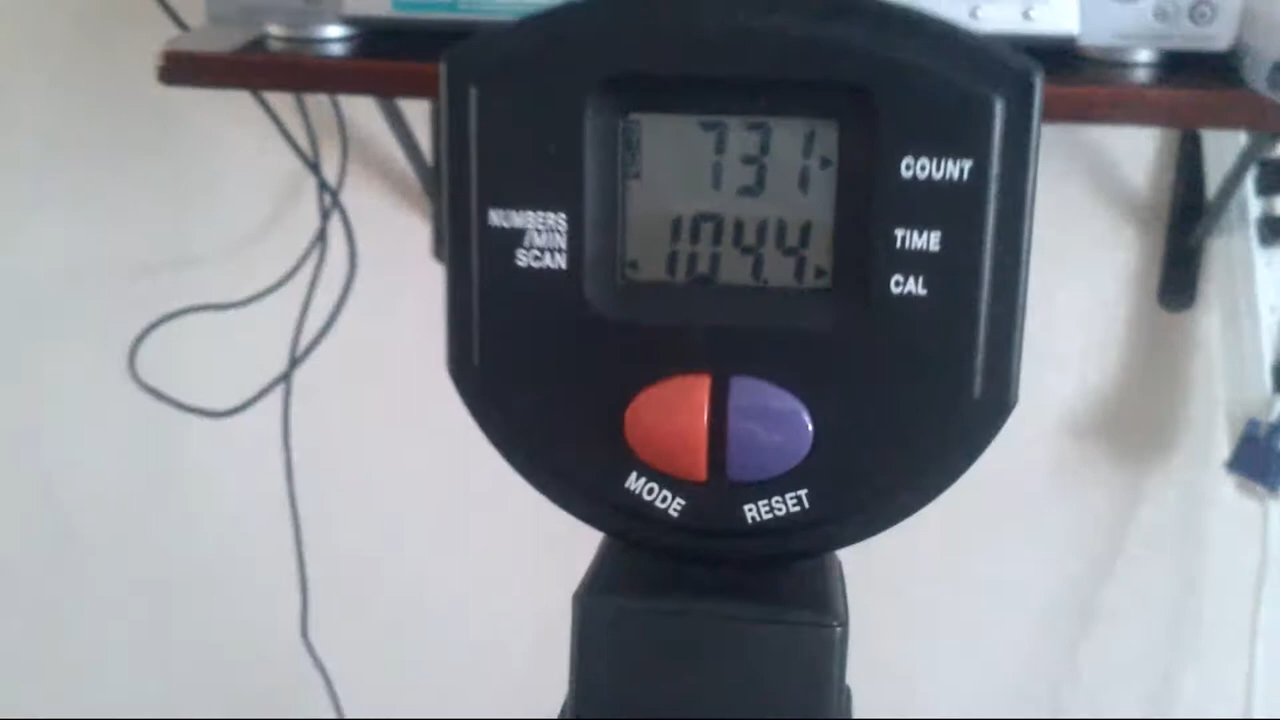 731
COUNT
NUMBERS
/MIN
SCAN
104.4
TIME
CAL
MODE
RESET